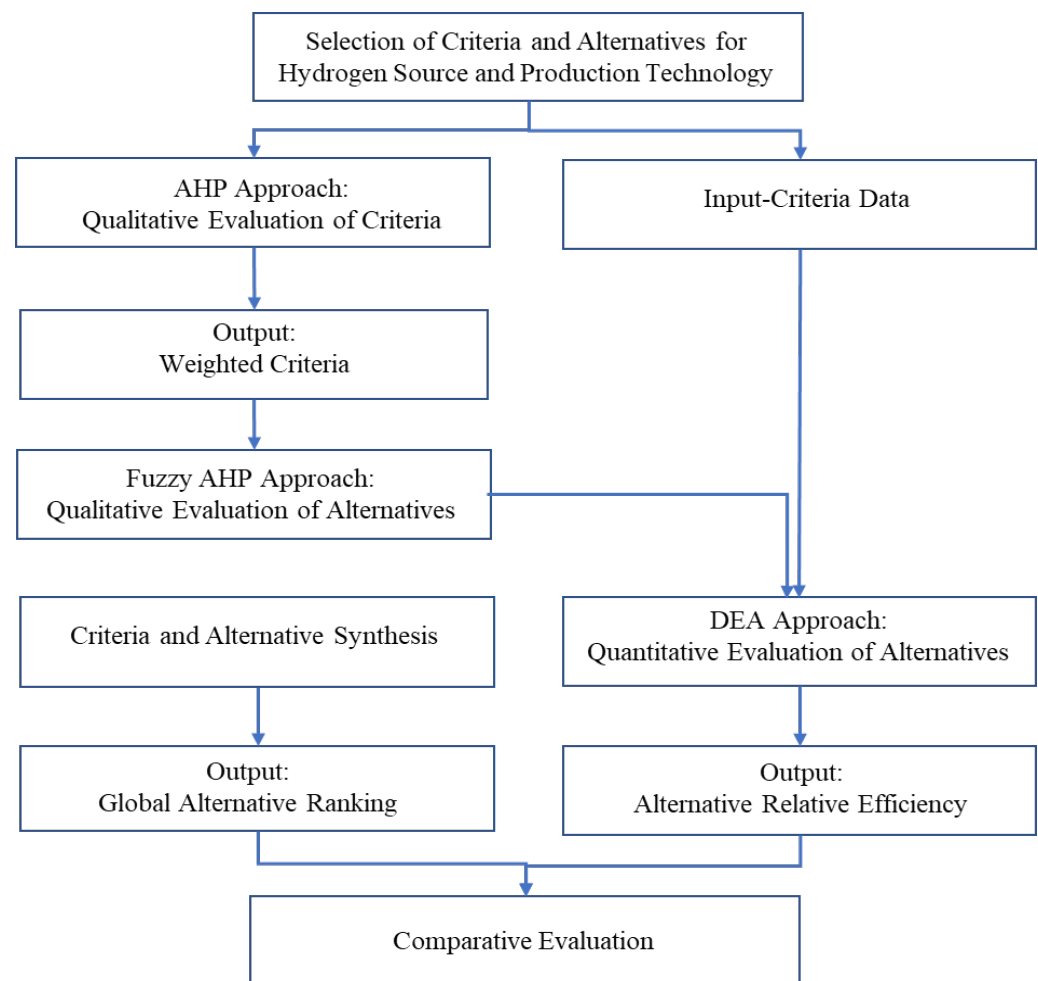 Selection of Criteria and Alternatives for
Hydrogen Source and Production Technology
AHP Approach:
Qualitative Evaluation of Criteria
Input-Criteria Data
Output:
Weighted Criteria
Fuzzy AHP Approach:
Qualitative Evaluation of Alternatives
Criteria and Alternative Synthesis
DEA Approach:
Quantitative Evaluation of Alternatives
Output:
Global Alternative Ranking
Output:
Alternative Relative Efficiency
Comparative Evaluation